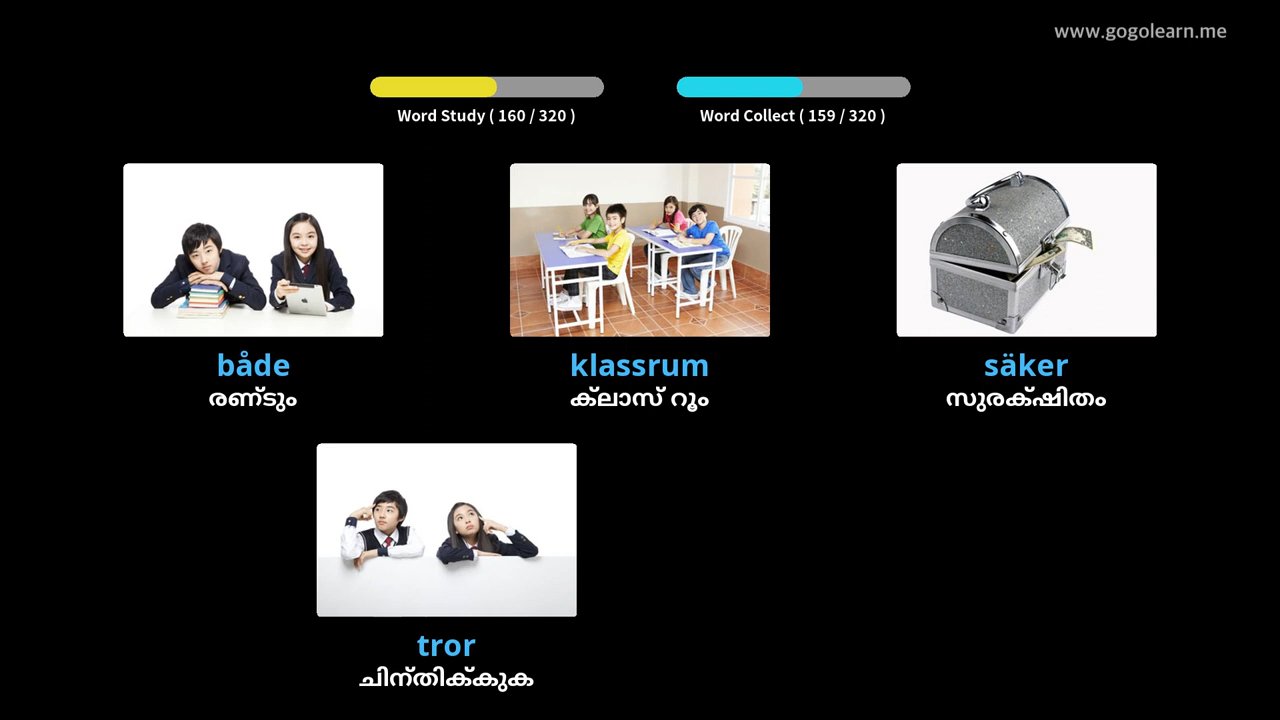 www.gogolearn.me
Word Study ( 160 / 320 )
Word Collect ( 159 / 320 )
både
klassrum
säker
രണ്ടും
ക്ലാസ് റൂം
സുരക്ഷിതം
tror
ചിന്തിക്കുക